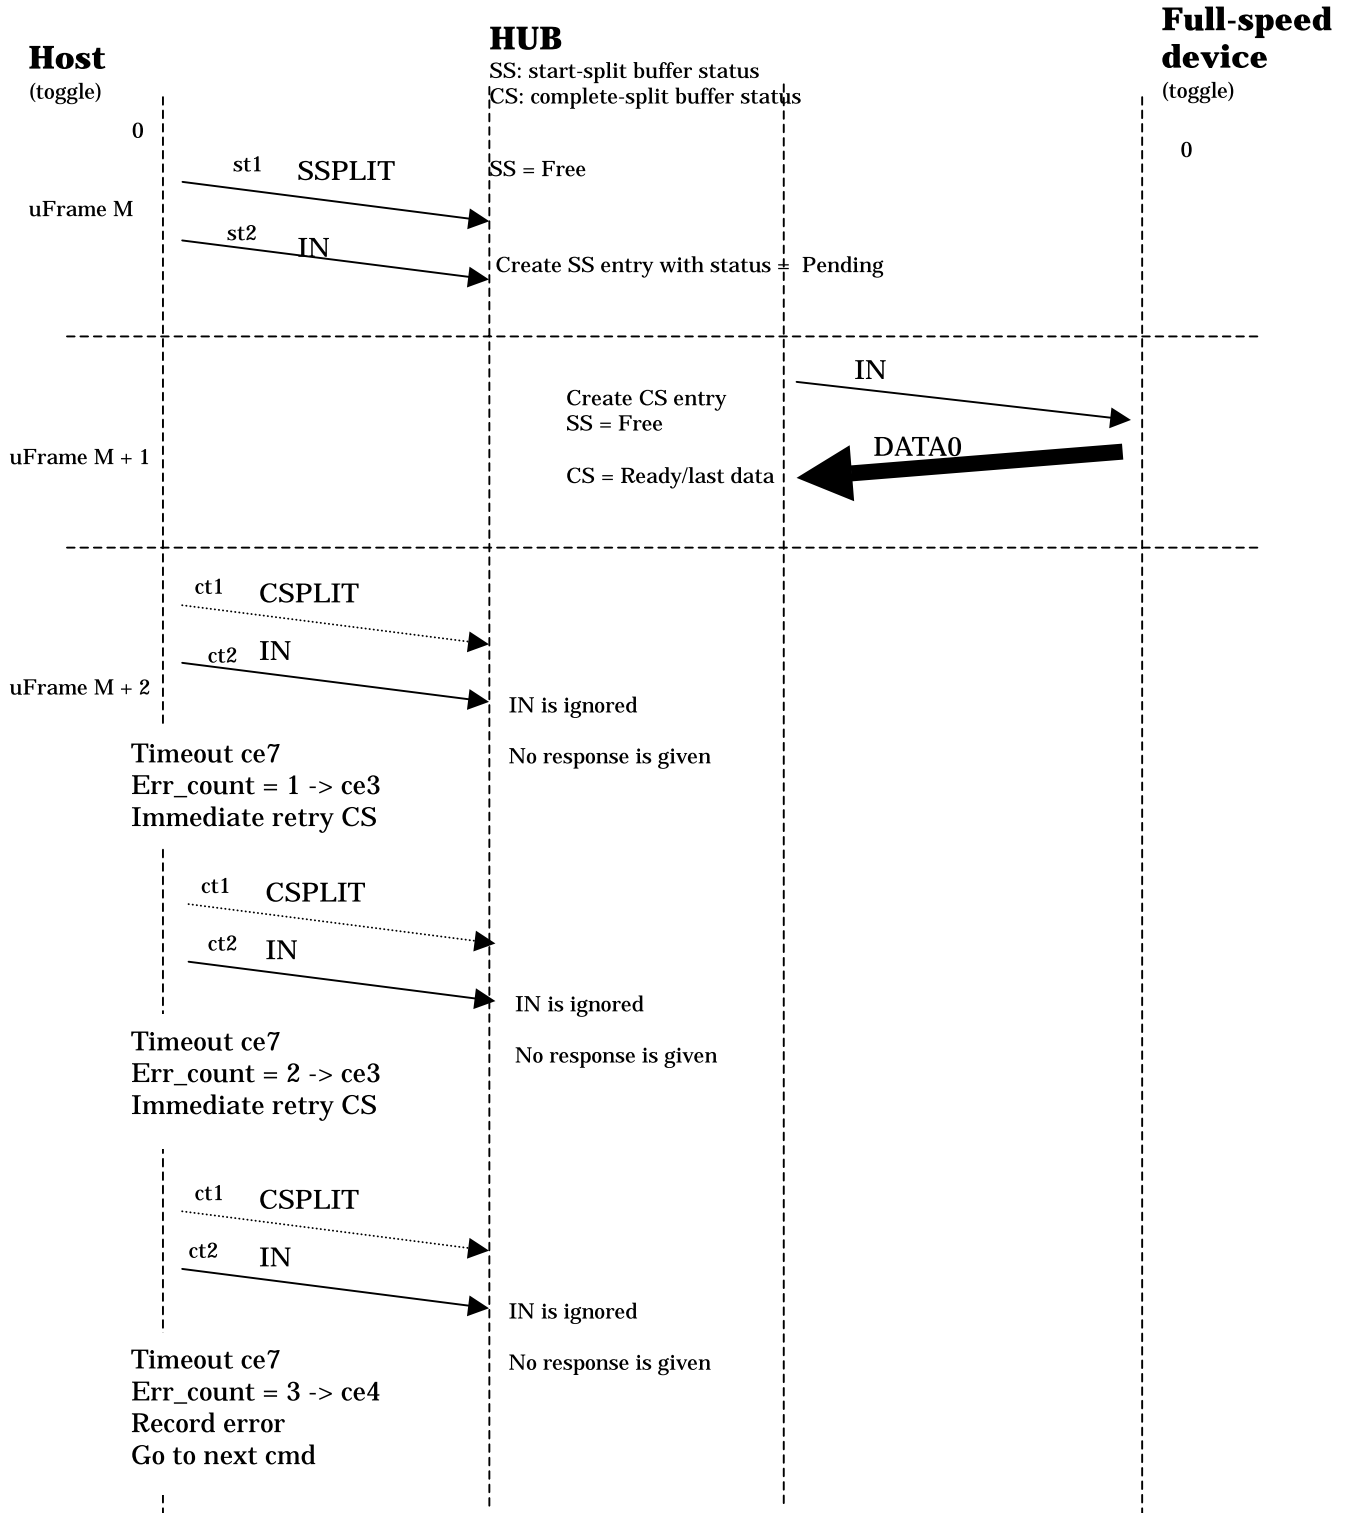 Full-speed
device
(toggle)
HUB
SS: start-split buffer status
CS: complete-split buffer status
Host
(toggle)
0
0
st1 SSPLIT
SS = Free
uFrame M
st2 IN
Create SS entry with status = Pending
IN
Create CS entry
SS = Free
DATA0
uFrame M + 1
CS = Ready/last data
ct1 CSPLIT
ct2 IN
uFrame M + 2
IN is ignored
No response is given
Timeout ce7
Err_count = 1 -> ce3
Immediate retry CS
ct1 CSPLIT
ct2 IN
IN is ignored
No response is given
Timeout ce7
Err_count = 2 -> ce3
Immediate retry CS
ct1 CSPLIT
ct2 IN
IN is ignored
No response is given
Timeout ce7
Err_count = 3 -> ce4
Record error
Go to next cmd